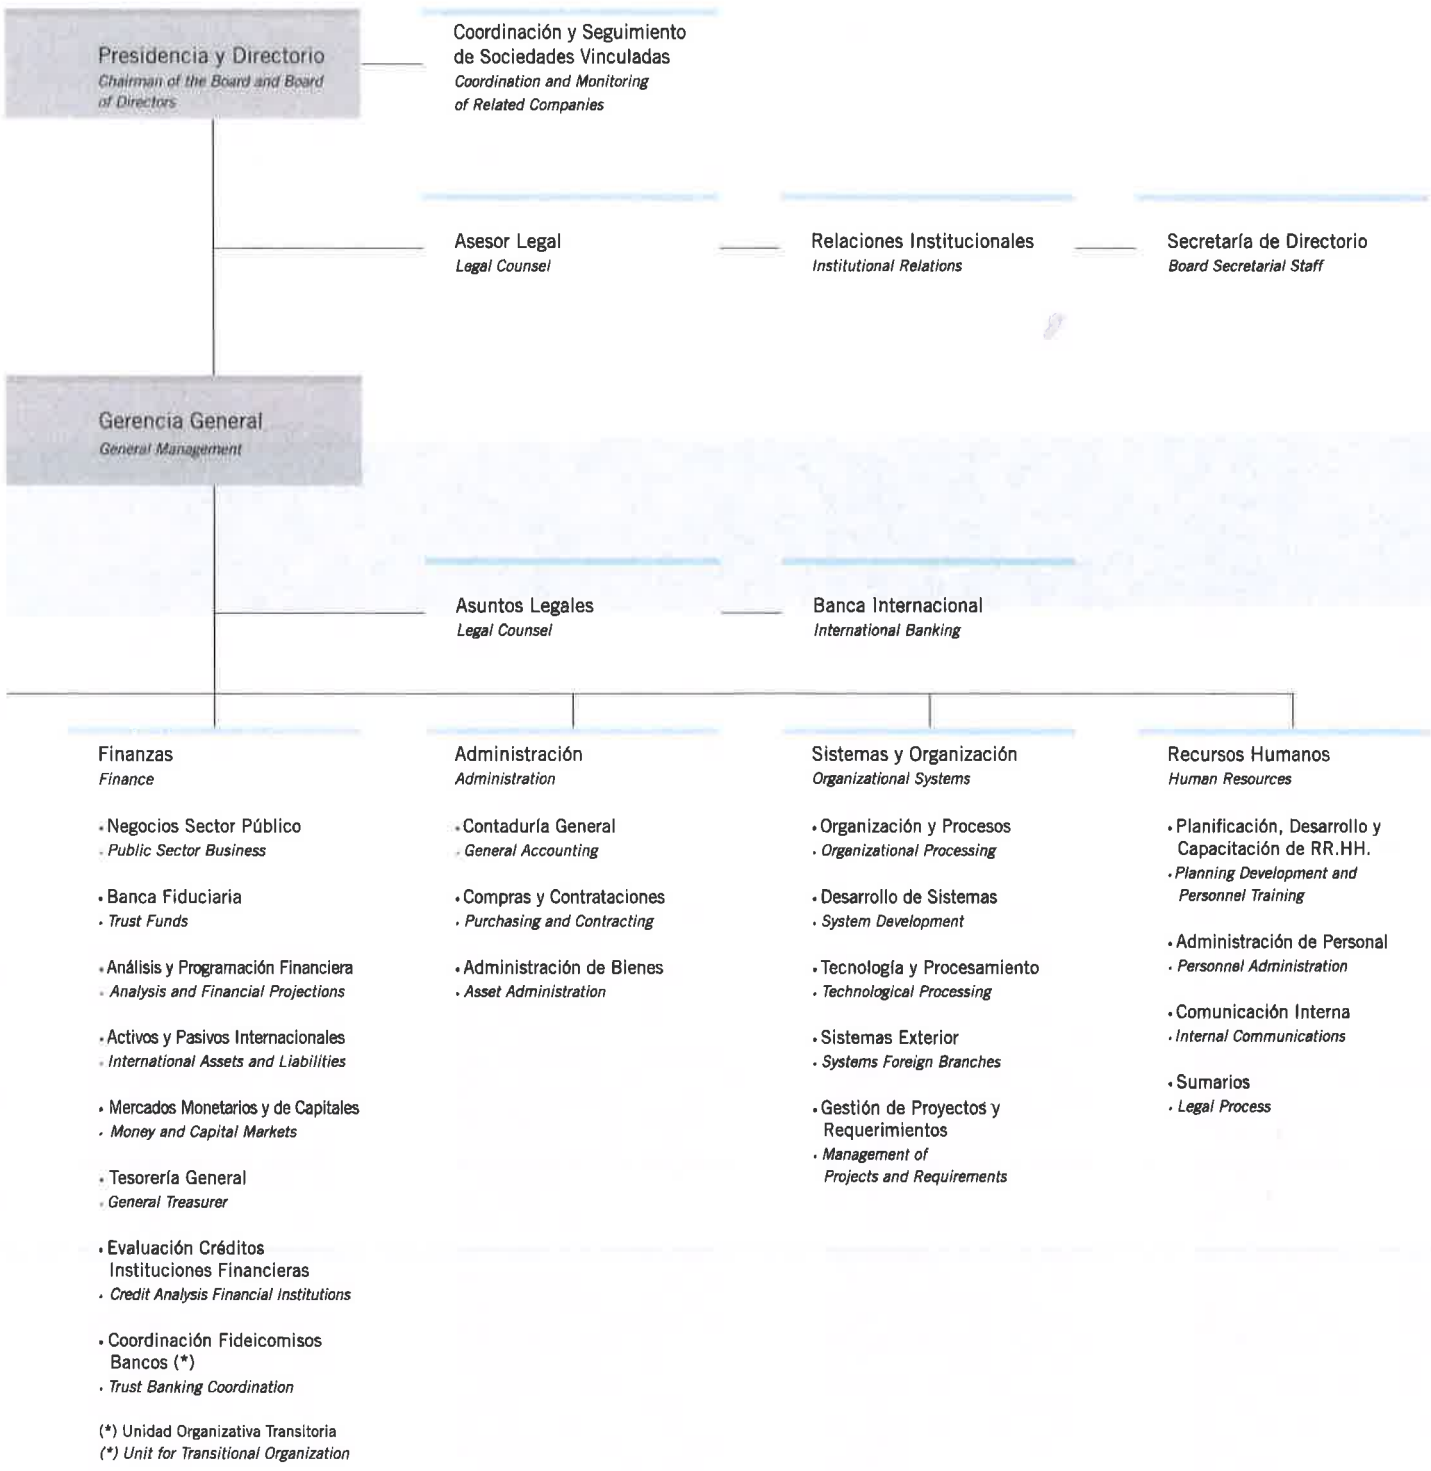 Presidencia y Directorio
Chairman of the Board and Board
of Directors
Coordinación y Seguimiento
de Sociedades Vinculadas
Coordination and Monitoring
of Related Companies
Asesor Legal
Legal Counsel
Relaciones Institucionales
Institutional Relations
Secretaría de Directorio
Board Secretarial Staff
Gerencia General
General Management
Asuntos Legales
Legal Counsel
Banca Internacional
International Banking
Finanzas
Finance
• Negocios Sector Público
• Public Sector Business
• Banca Fiduciaria
• Trust Funds
• Análisis y Programación Financiera
• Analysis and Financial Projections
• Activos y Pasivos Internacionales
• International Assets and Liabilities
• Mercados Monetarios y de Capitales
• Money and Capital Markets
• Tesorería General
• General Treasurer
• Evaluación Créditos
Instituciones Financieras
• Credit Analysis Financial Institutions
• Coordinación Fideicomisos
Bancos (*)
• Trust Banking Coordination
(*) Unidad Organizativa Transitoria
(*) Unit for Transitional Organization
Administración
Administration
• Contaduría General
• General Accounting
• Compras y Contrataciones
• Purchasing and Contracting
• Administración de Bienes
• Asset Administration
Sistemas y Organización
Organizational Systems
• Organización y Procesos
• Organizational Processing
• Desarrollo de Sistemas
• System Development
• Tecnología y Procesamiento
• Technological Processing
• Sistemas Exterior
• Systems Foreign Branches
• Gestión de Proyectos y
Requerimientos
• Management of
Projects and Requirements
Recursos Humanos
Human Resources
• Planificación, Desarrollo y
Capacitación de RR.HH.
• Planning Development and
Personnel Training
• Administración de Personal
• Personnel Administration
• Comunicación Interna
• Internal Communications
• Sumarios
• Legal Process